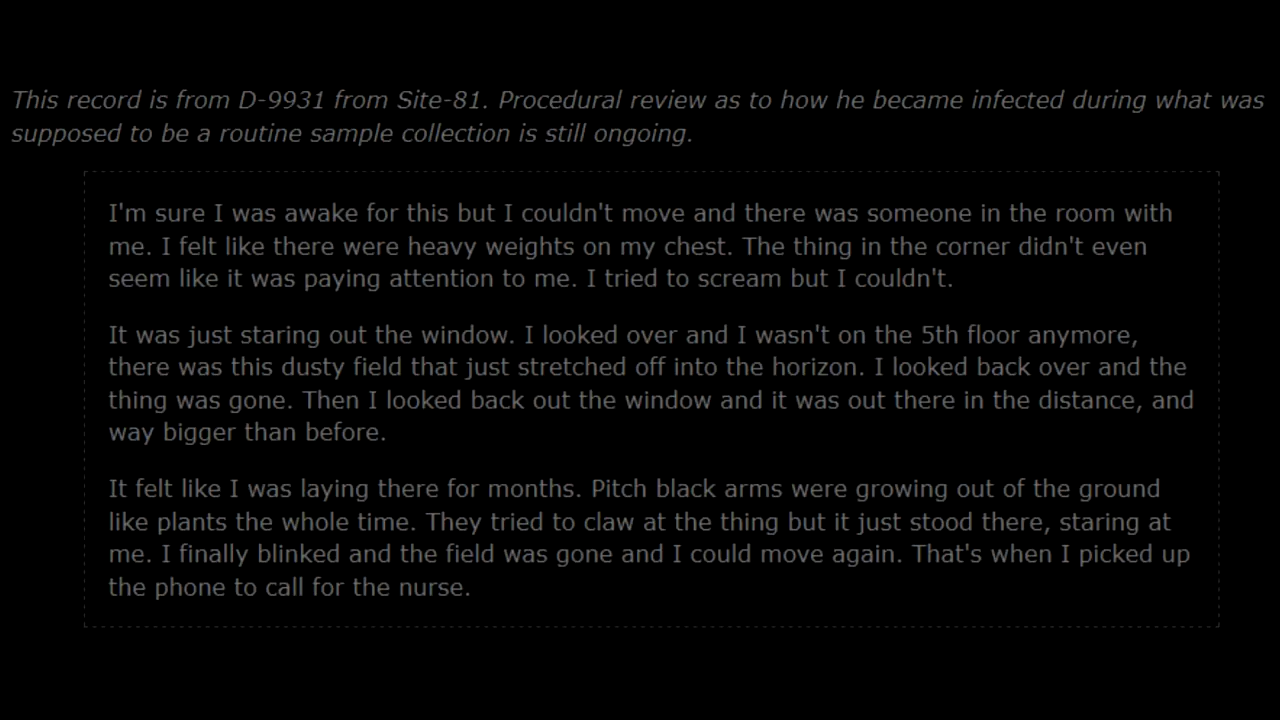 This record is from D-9931 from Site-81. Procedural review as to how he became infected during what was
supposed to be a routine sample collection is still ongoing.
I'm sure I was awake for this but I couldn't move and there was someone in the room with
me. I felt like there were heavy weights on my chest. The thing in the corner didn't even
seem like it was paying attention to me. I tried to scream but I couldn't.
It was just staring out the window. I looked over and I wasn't on the 5th floor anymore,
there was this dusty field that just stretched off into the horizon. I looked back over and the
thing was gone. Then I looked back out the window and it was out there in the distance, and
way bigger than before.
It felt like I was laying there for months. Pitch black arms were growing out of the ground
like plants the whole time. They tried to claw at the thing but it just stood there, staring at
me. I finally blinked and the field was gone and I could move again. That's when I picked up
the phone to call for the nurse.